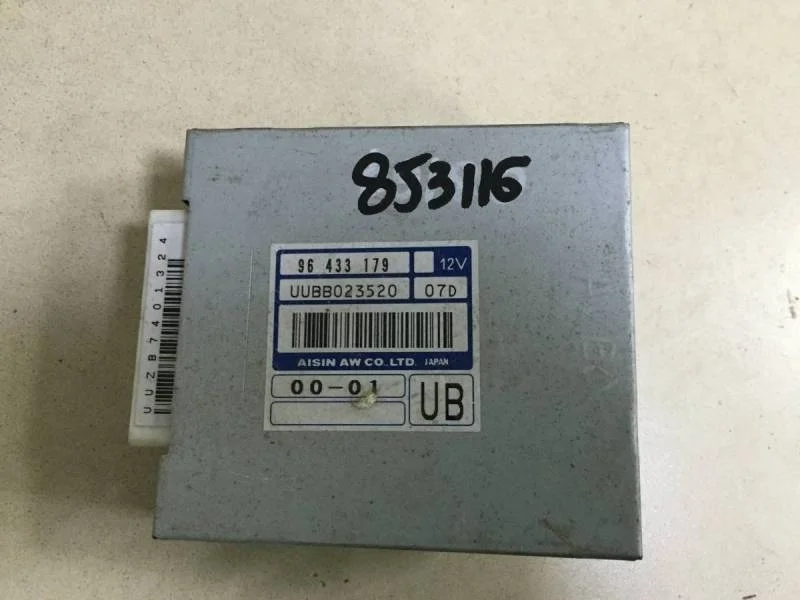 853116
96 433 179 12V
UUBB023520 07D
AISIN AW CO.,LTD. JAPAN
00-01
UB
UUZB7401324